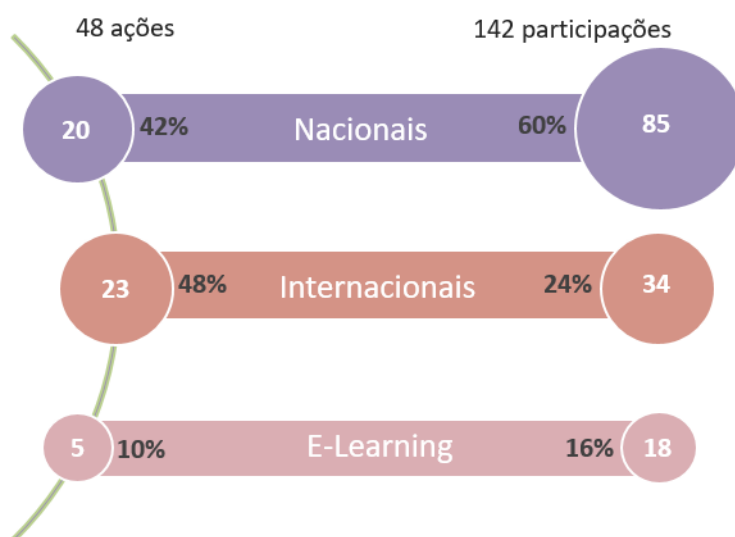 48 ações 142 participações
20 42% Nacionais 60% 85
23 48% Internacionais 24% 34
5 10% E-Learning 16% 18